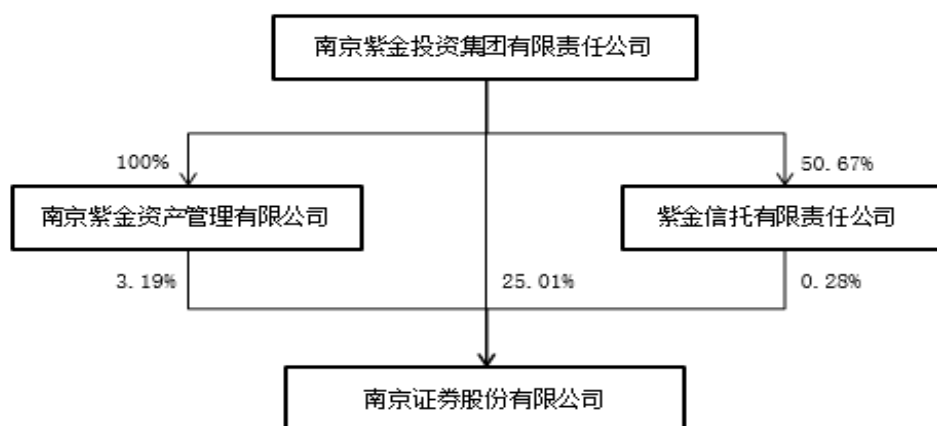 南京紫金投资集团有限责任公司
100%
50.67%
南京紫金资产管理有限公司
紫金信托有限责任公司
3.19%
25.01%
0.28%
南京证券股份有限公司